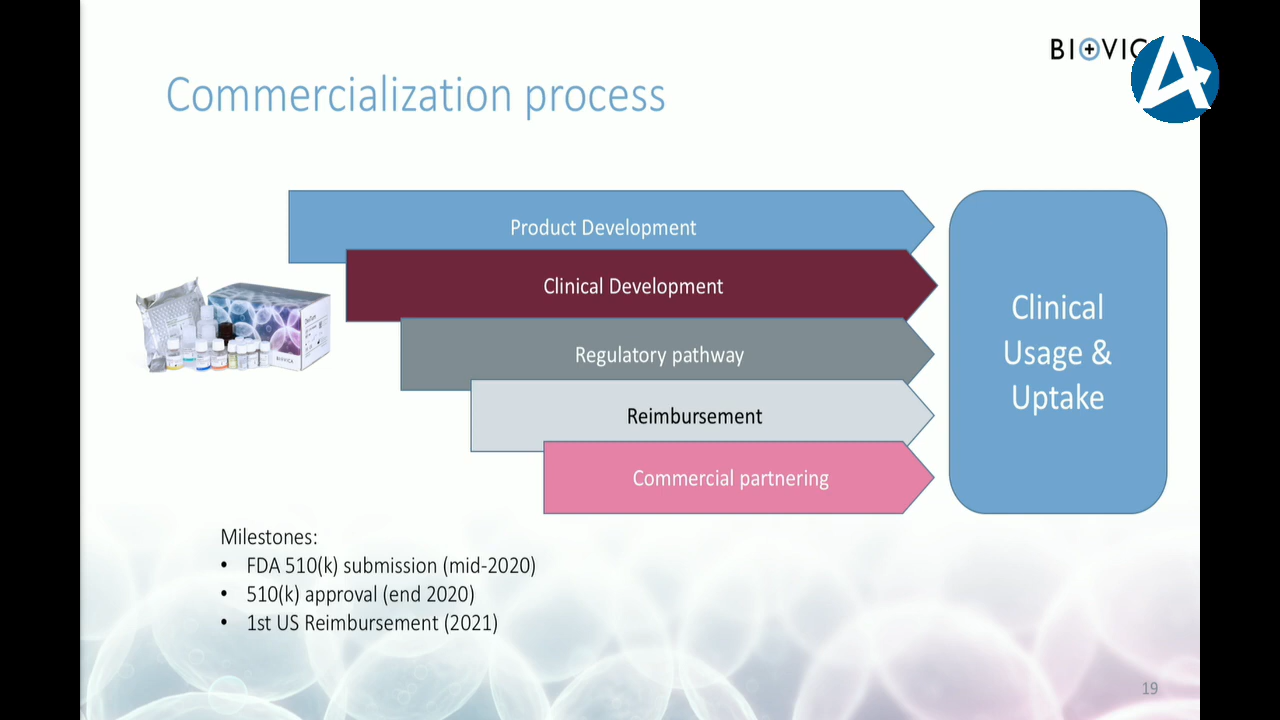 Commercialization process
Product Development
Clinical Development
Regulatory pathway
Reimbursement
Commercial partnering
Clinical
Usage &
Uptake
BIOVICA
Milestones:
• FDA 510(k) submission (mid-2020)
• 510(k) approval (end 2020)
• 1st US Reimbursement (2021)
19